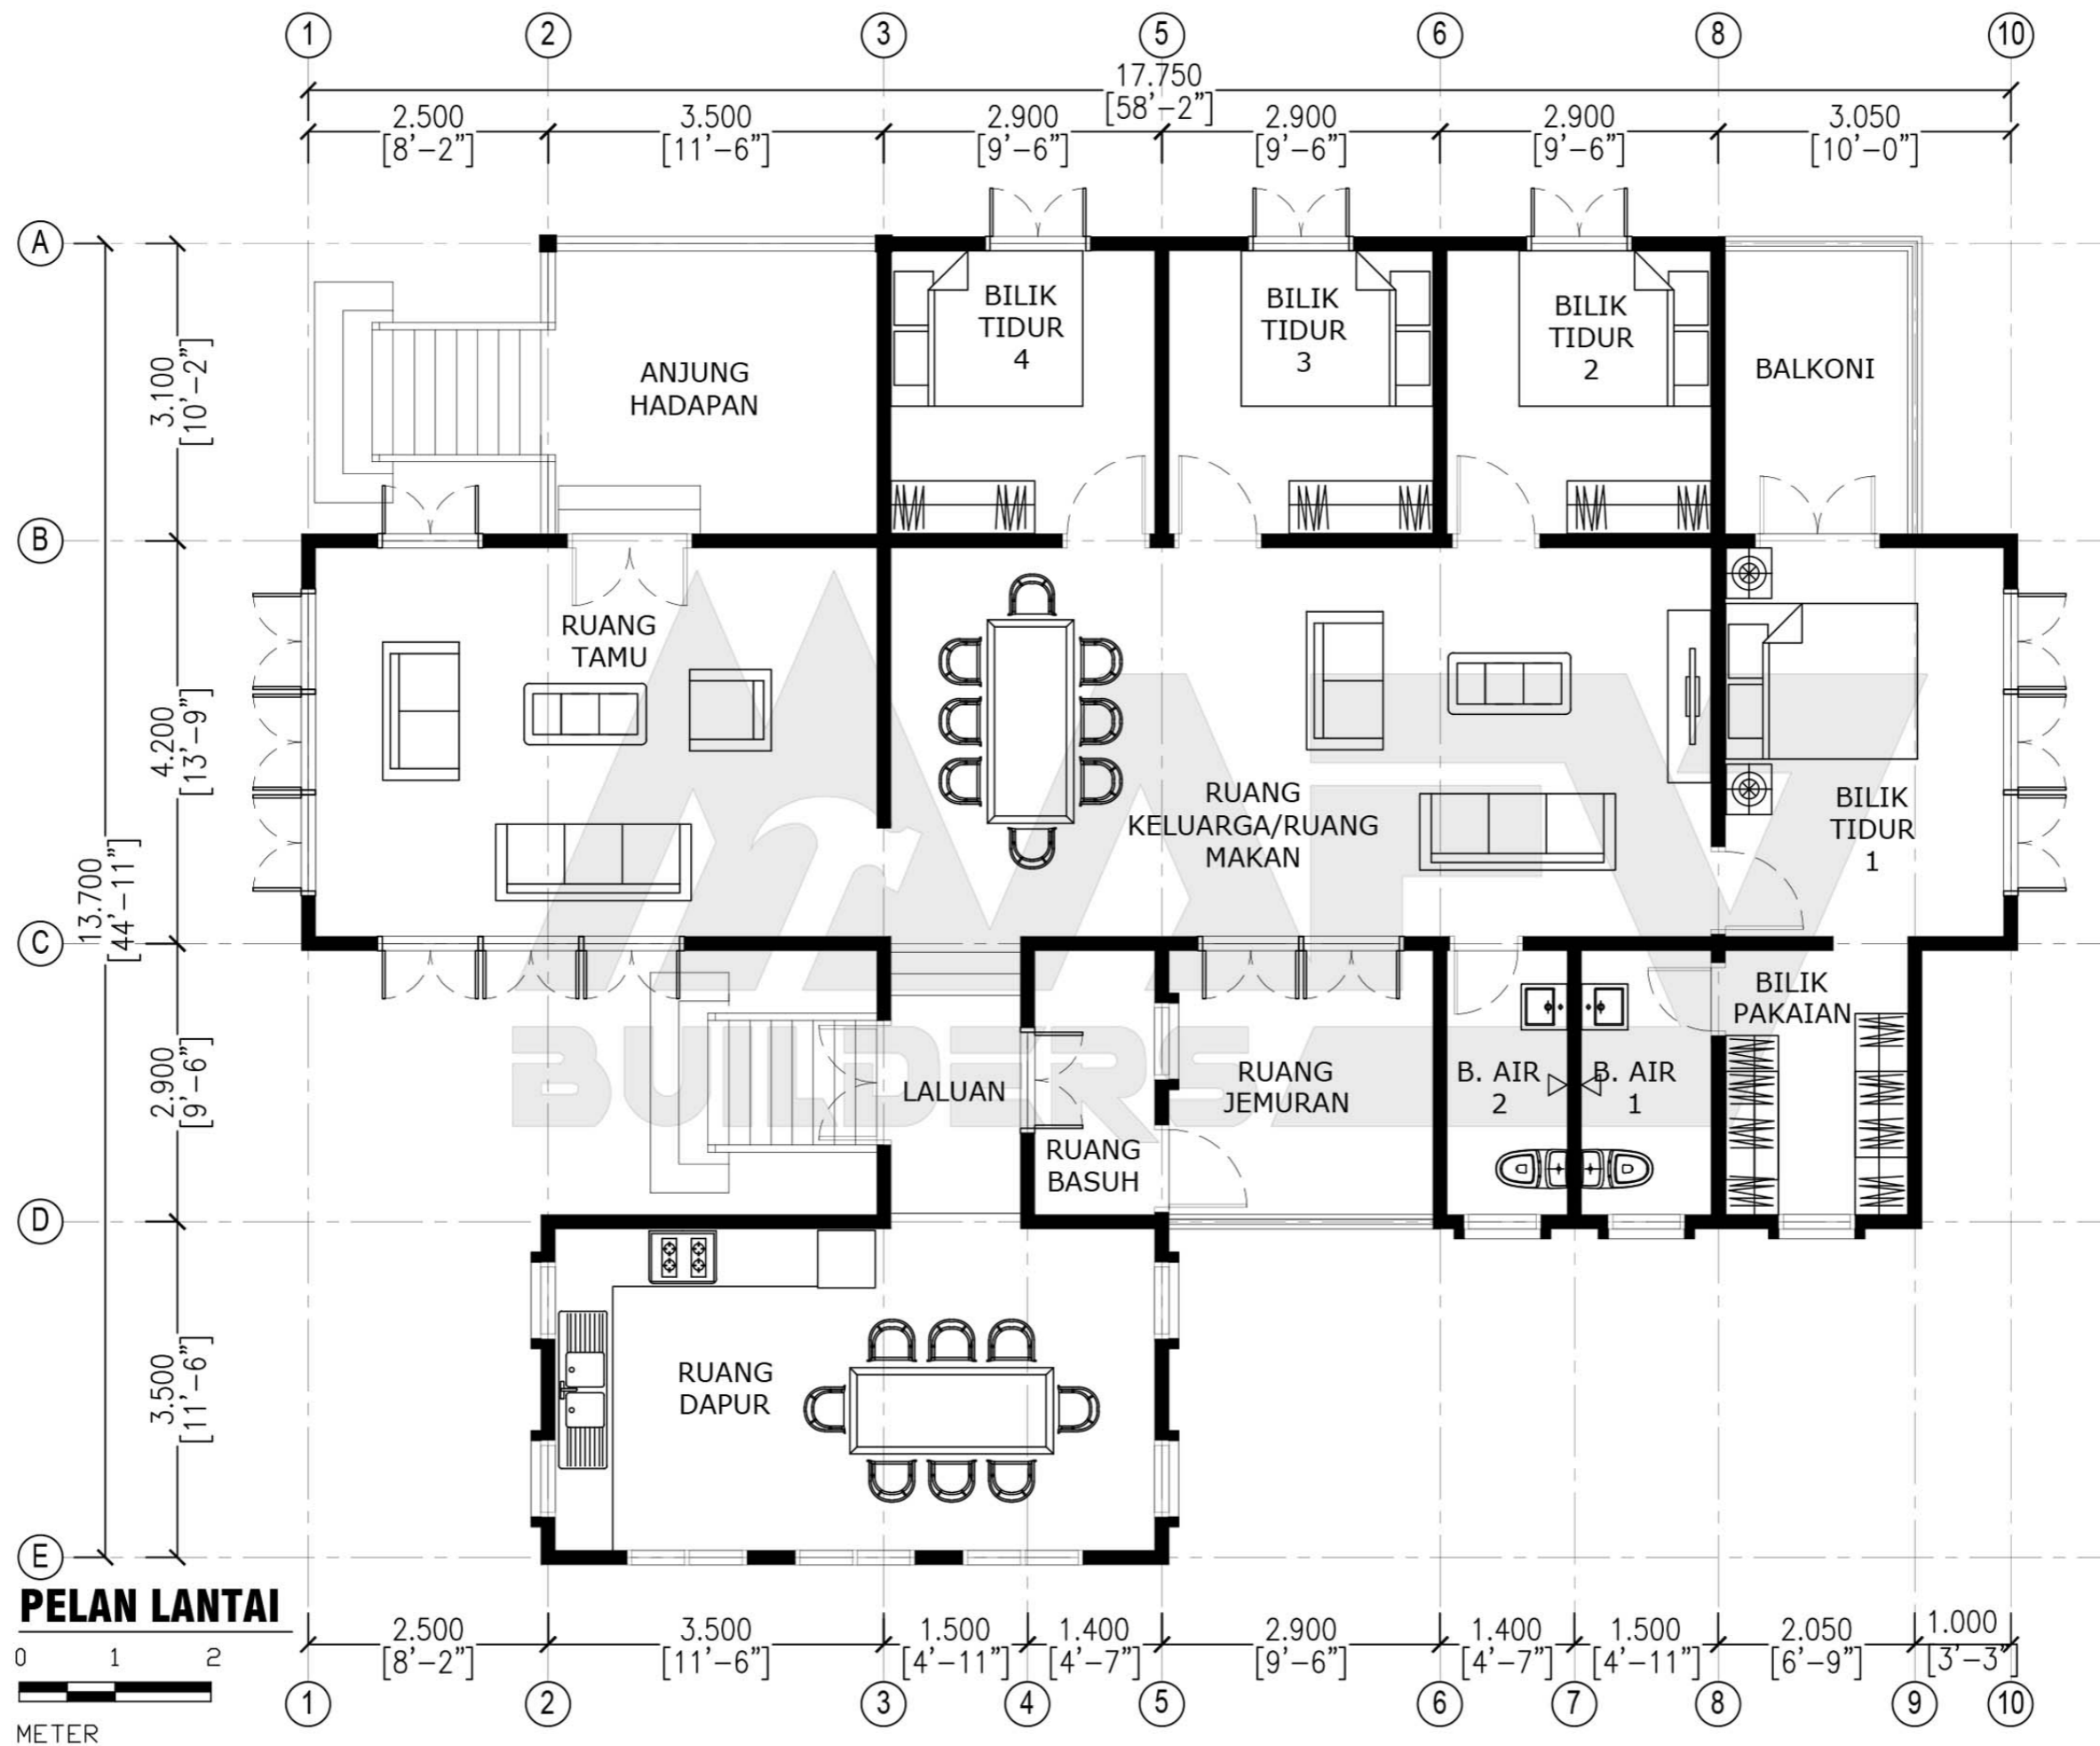 1 2 3 5 6 8 10
17.750
[58'-2"]
2.500 3.500 2.900 2.900 2.900 3.050
[8'-2"] [11'-6"] [9'-6"] [9'-6"] [9'-6"] [10'-0"]
A
B
C
D
E
13.700
[44'-11"]
3.100
[10'-2"]
4.200
[13'-9"]
2.900
[9'-6"]
3.500
[11'-6"]
ANJUNG
HADAPAN
BILIK
TIDUR
4
BILIK
TIDUR
3
BILIK
TIDUR
2
BALKONI
RUANG
TAMU
RUANG
KELUARGA/RUANG
MAKAN
BILIK
TIDUR
1
MrAFV
BUILDERS
LALUAN
RUANG
BASUH
RUANG
JEMURAN
B. AIR
2
B. AIR
1
BILIK
PAKAIAN
RUANG
DAPUR
PELAN LANTAI
0 1 2
METER
2.500 3.500 1.500 1.400 2.900 1.400 1.500 2.050 1.000
[8'-2"] [11'-6"] [4'-11"] [4'-7"] [9'-6"] [4'-7"] [4'-11"] [6'-9"] [3'-3"]
1 2 3 4 5 6 7 8 9 10